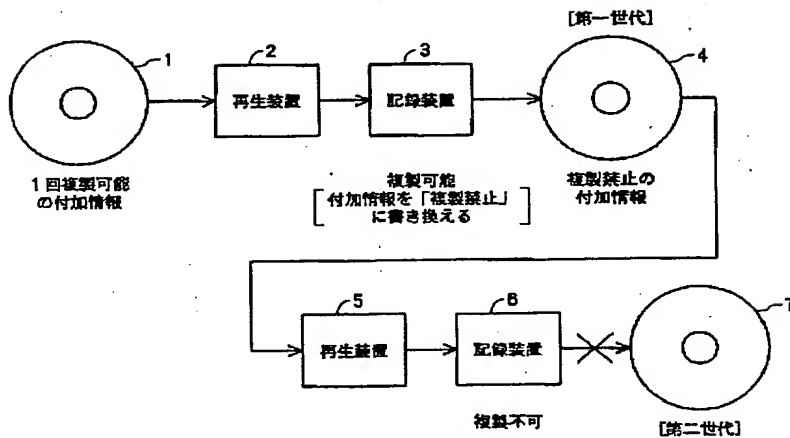 [第一世代]
1
2
3
4
再生装置
記録装置
1回複製可能
の付加情報
複製可能
付加情報を「複製禁止」
に書き換える
複製禁止の
付加情報
5
6
7
再生装置
記録装置
複製不可
[第二世代]